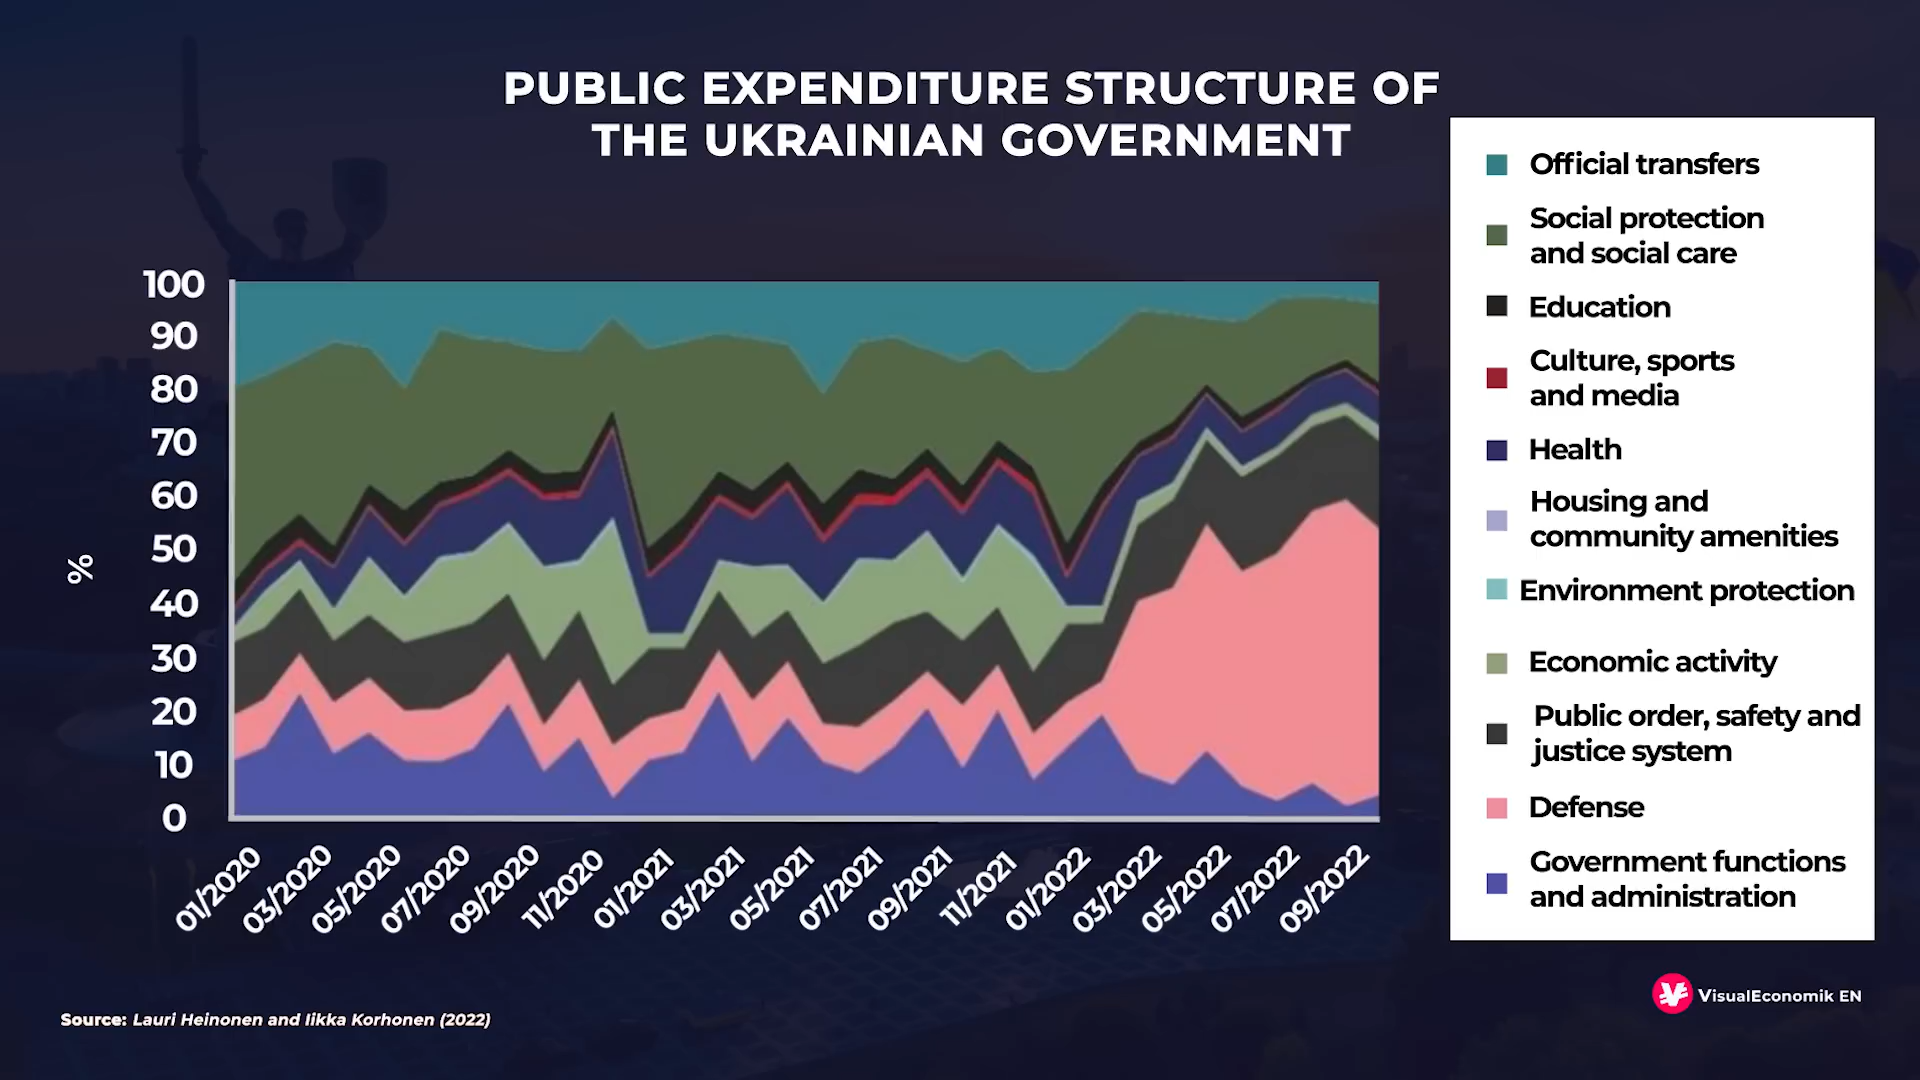 PUBLIC EXPENDITURE STRUCTURE OF
THE UKRAINIAN GOVERNMENT
Official transfers
Social protection
and social care
Education
Culture, sports
and media
Health
Housing and
community amenities
Environment protection
Economic activity
Public order, safety and
justice system
Defense
Government functions
and administration
100
90
80
70
60
50
40
30
20
10
0
%
01/2020
03/2020
05/2020
07/2020
09/2020
11/2020
01/2021
03/2021
05/2021
07/2021
09/2021
11/2021
01/2022
03/2022
05/2022
07/2022
09/2022
Source: Lauri Heinonen and Iikka Korhonen (2022)
VisualEconomik EN